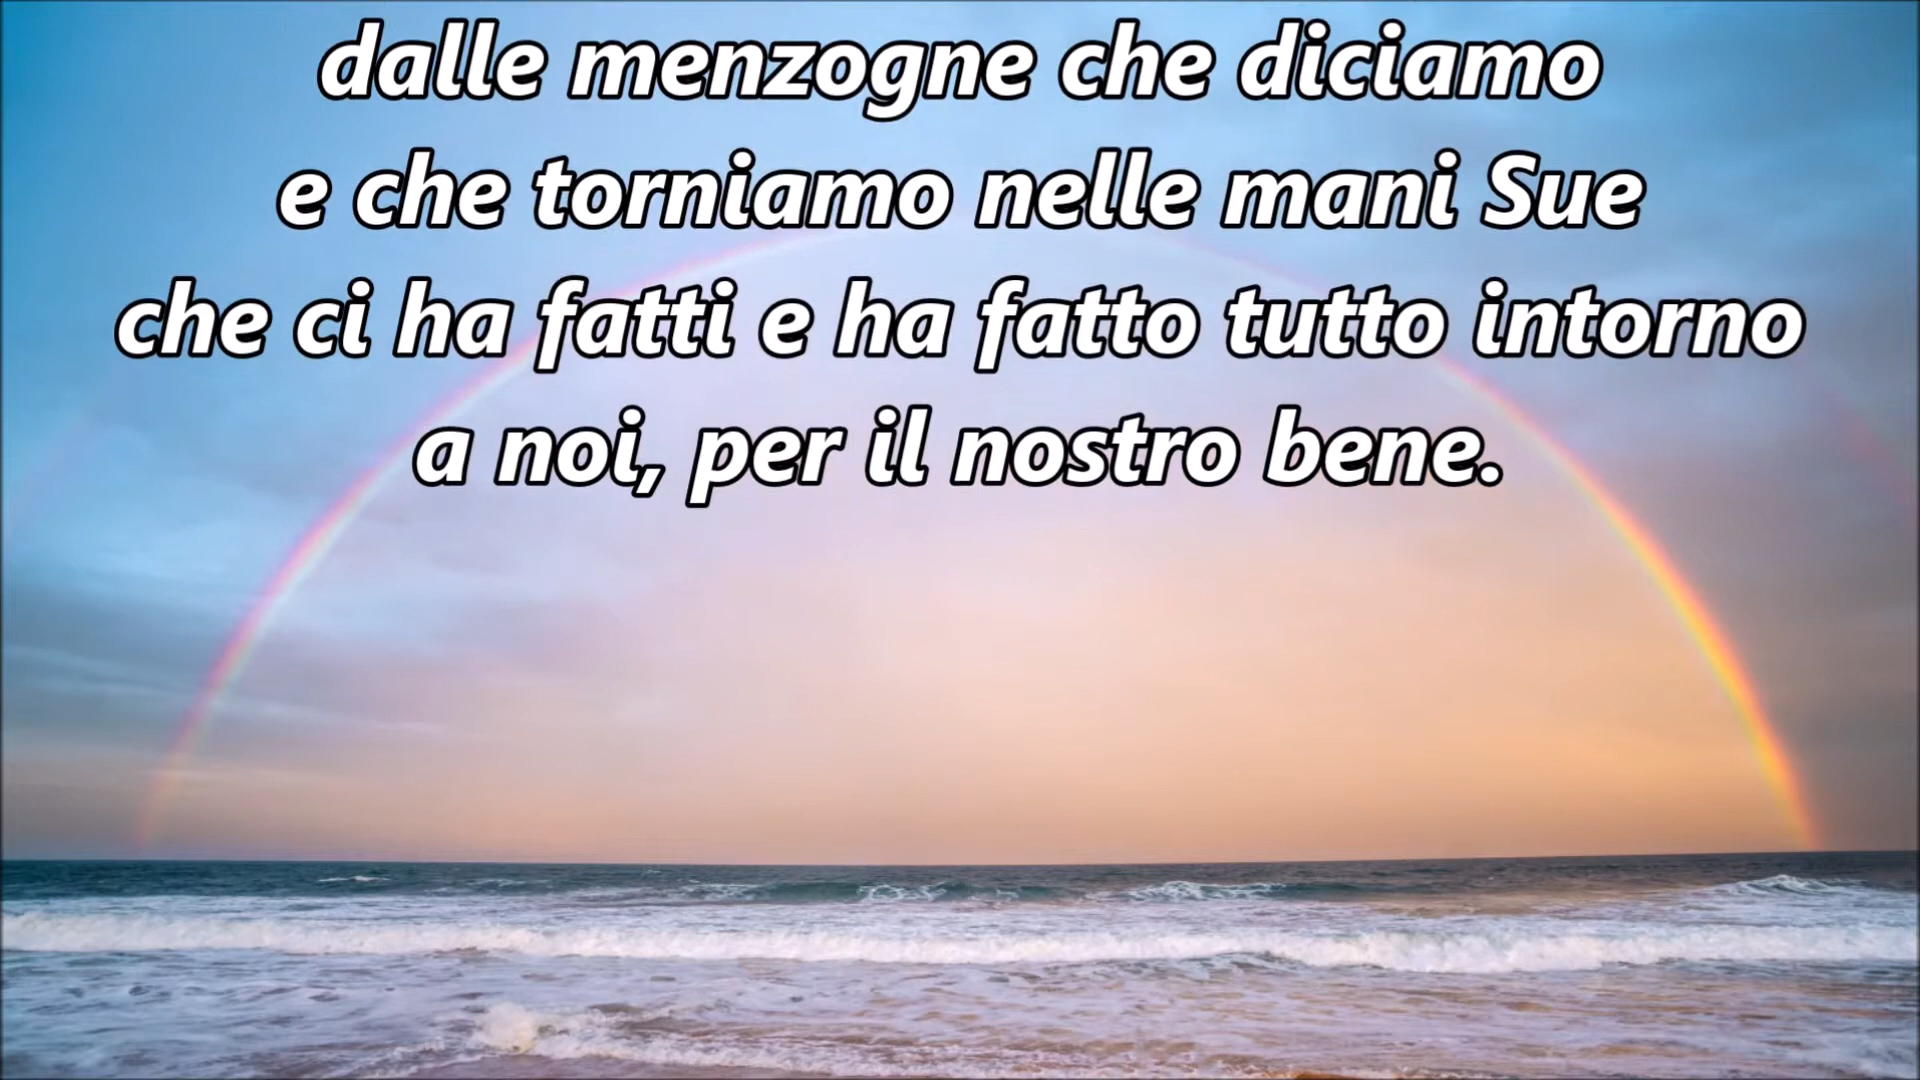 dalle menzogne che diciamo
e che torniamo nelle mani Sue
che ci ha fatti e ha fatto tutto intorno
a noi, per il nostro bene.